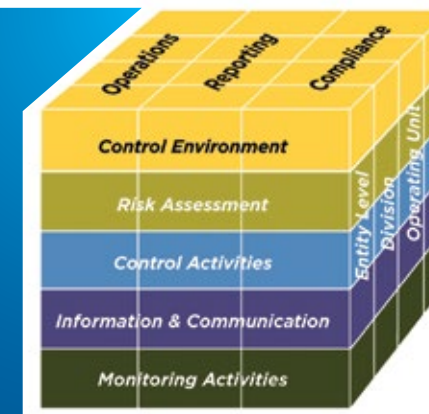 Operations
Reporting
Compliance
Control Environment
Risk Assessment
Control Activities
Information & Communication
Monitoring Activities
Entity Level
Division
Operating Unit